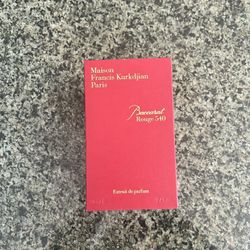 Maison
Francis Kurkdjian
Paris
Baccarat
Rouge 540
Extrait de parfum